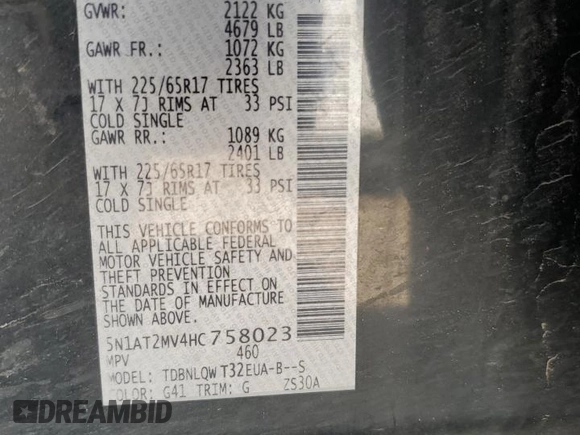 GVWR: 2122 KG
4679 LB
GAWR FR.: 1072 KG
2363 LB
WITH 225/65R17 TIRES
17 X 7J RIMS AT 33 PSI
COLD SINGLE
GAWR RR.: 1089 KG
2401 LB
WITH 225/65R17 TIRES
17 X 7J RIMS AT 33 PSI
COLD SINGLE
THIS VEHICLE CONFORMS TO
ALL APPLICABLE FEDERAL
MOTOR VEHICLE SAFETY AND
THEFT PREVENTION
STANDARDS IN EFFECT ON
THE DATE OF MANUFACTURE
SHOWN ABOVE.
5N1AT2MV4HC758023
MPV 460
MODEL: TDBNLQWT32EUA-B--S
COLOR: G41 TRIM: G ZS30A
DREAMBID